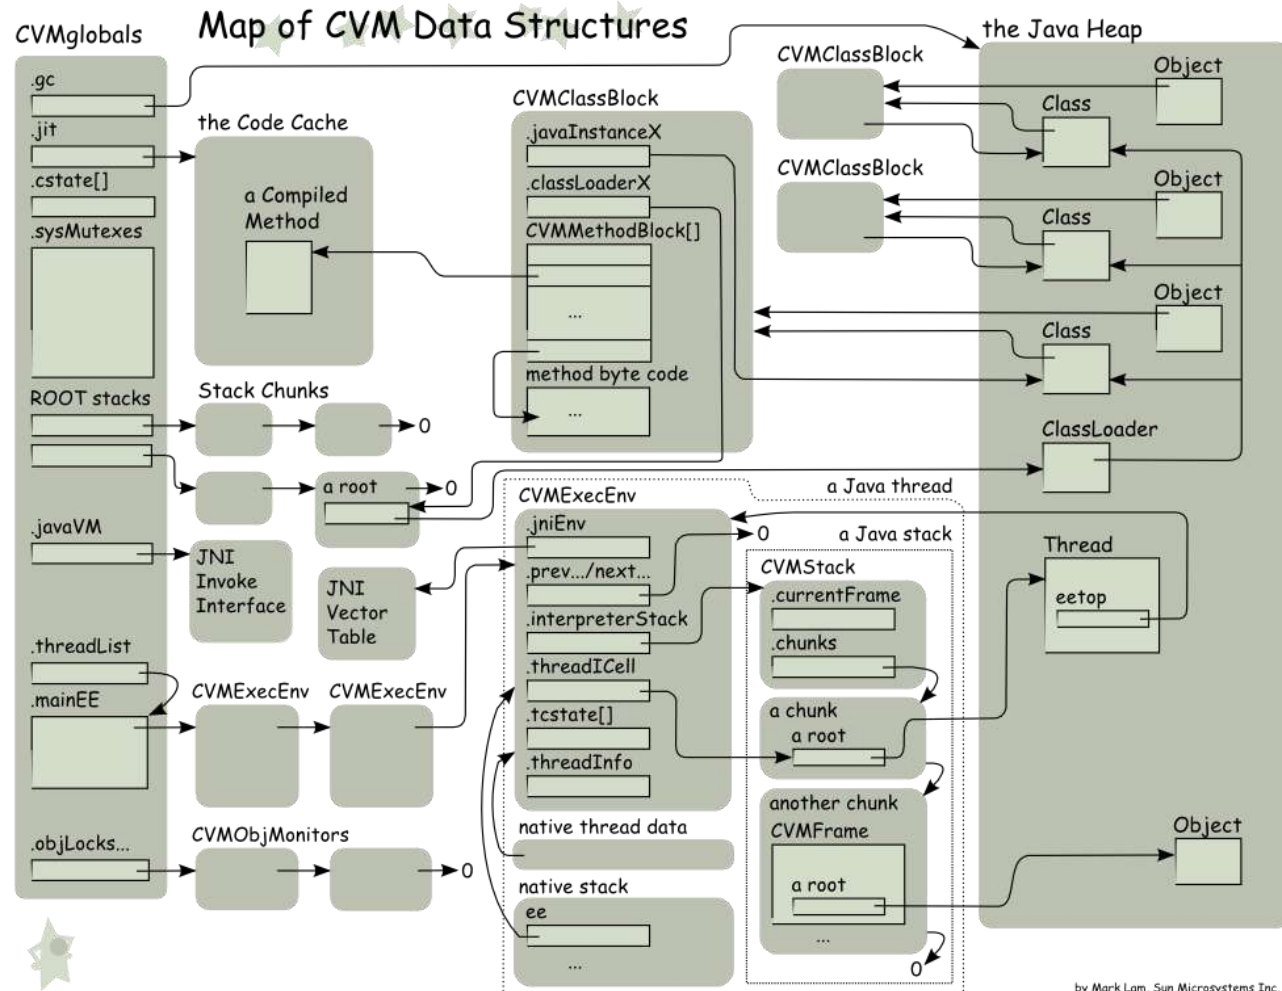 Map of CVM Data Structures
CVMglobals
.gc
.jit
.cstate[]
.sysMutexes
ROOT stacks
.javaVM
.threadList
.mainEE
.objLocks...
the Code Cache
a Compiled
Method
Stack Chunks
0
a root
0
JNI
Invoke
Interface
JNI
Vector
Table
CVMExecEnv
CVMExecEnv
CVMObjMonitors
0
CVMClassBlock
.javaInstanceX
.classLoaderX
CVMMethodBlock[]
...
method byte code
...
CVMClassBlock
CVMClassBlock
the Java Heap
Object
Class
Object
Class
Object
Class
ClassLoader
a Java thread
CVMExecEnv
.jniEnv
.prev.../next...
.interpreterStack
.threadICell
.tcstate[]
.threadInfo
0
native thread data
native stack
ee
...
a Java stack
CVMStack
.currentFrame
.chunks
a chunk
a root
another chunk
CVMFrame
a root
...
0
Thread
eetop
Object
by Mark Lam, Sun Microsystems Inc.